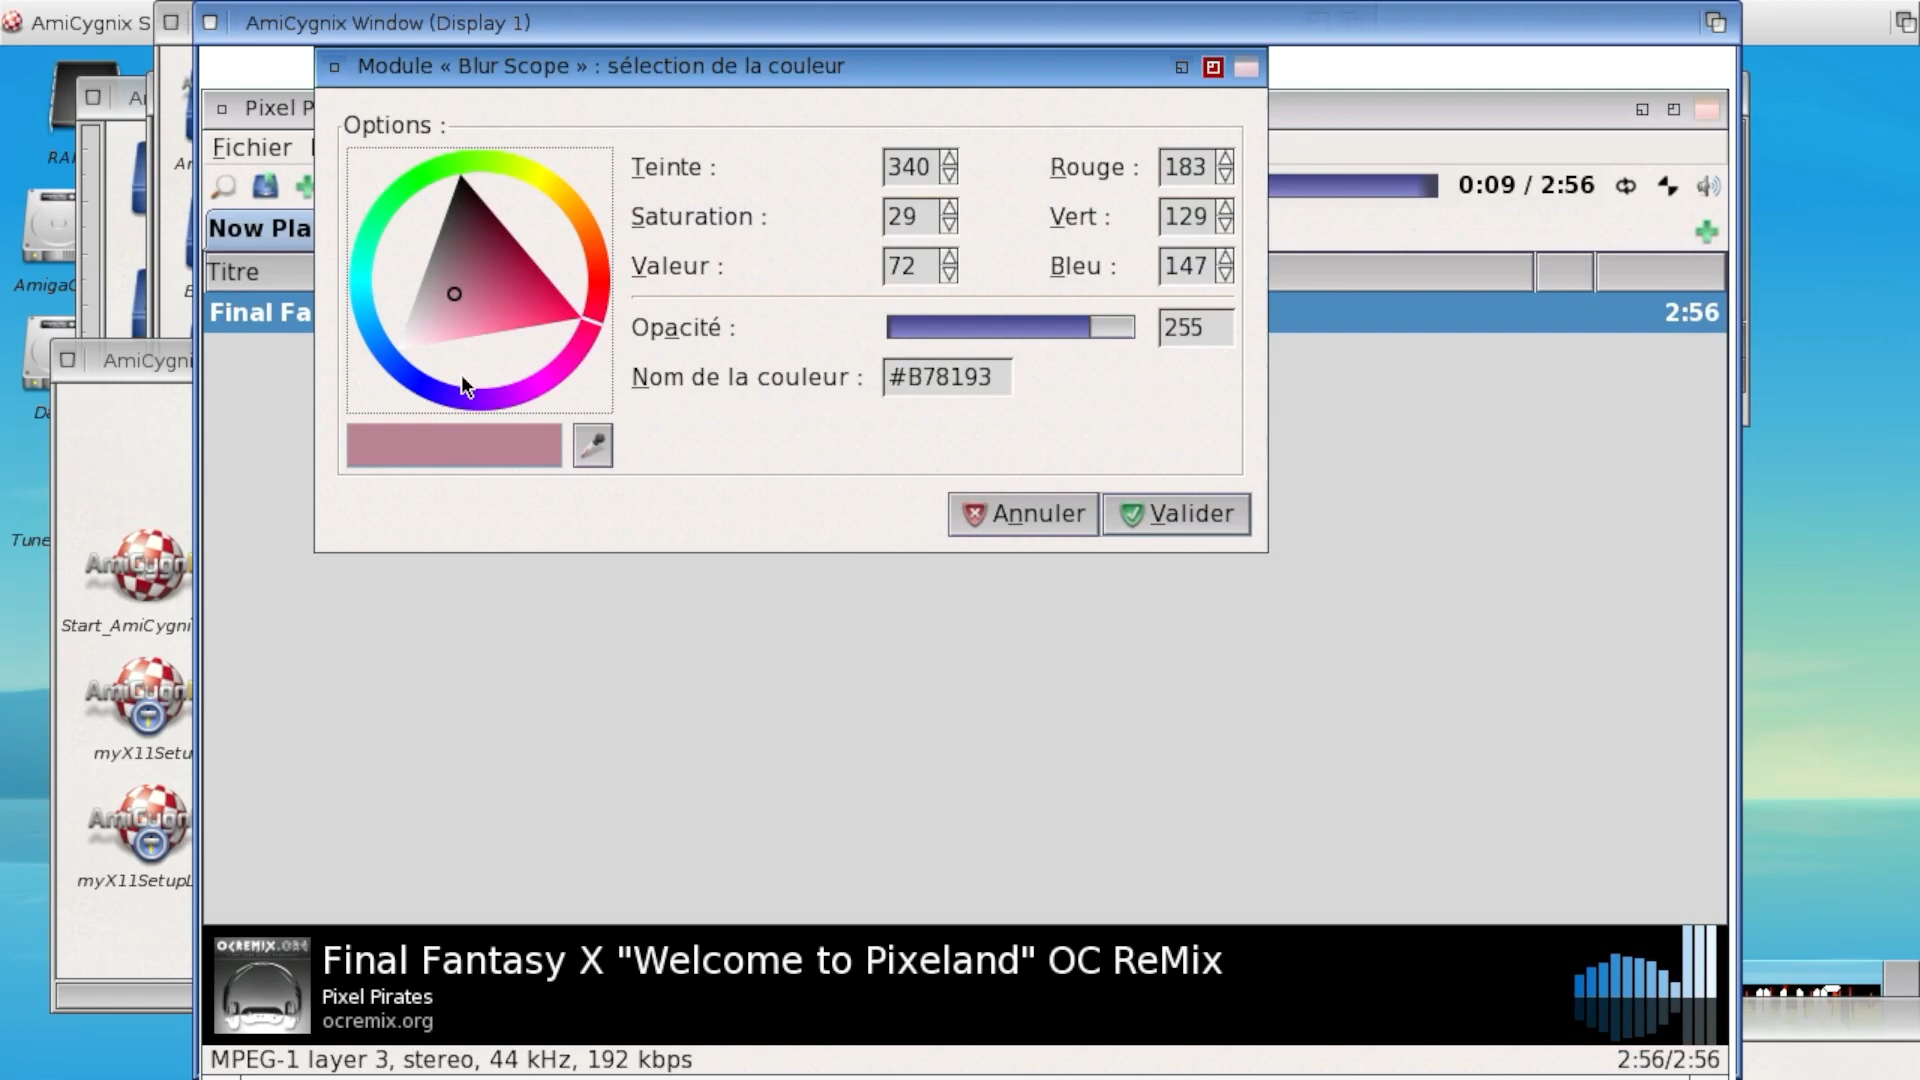 AmiCygnix S
AmiCygnix Window (Display 1)
Module « Blur Scope » : sélection de la couleur
Pixel P
Fichier
Options :
Teinte : 340
Rouge : 183
Saturation : 29
Vert : 129
Valeur : 72
Bleu : 147
Opacité : 255
Nom de la couleur : #B78193
Annuler
Valider
0:09 / 2:56
Now Pla
Titre
Final Fa
2:56
AmiCygni
Start_AmiCygni
myX11Setu
myX11SetupL
Tune
OCREMIX.ORG
Final Fantasy X "Welcome to Pixeland" OC ReMix
Pixel Pirates
ocremix.org
MPEG-1 layer 3, stereo, 44 kHz, 192 kbps
2:56/2:56